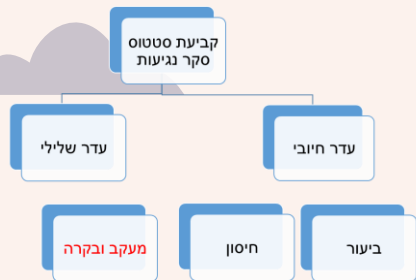 קביעת סטטוס
סקר נגיעות
עדר חיובי
עדר שלילי
ביעור
חיסון
מעקב ובקרה